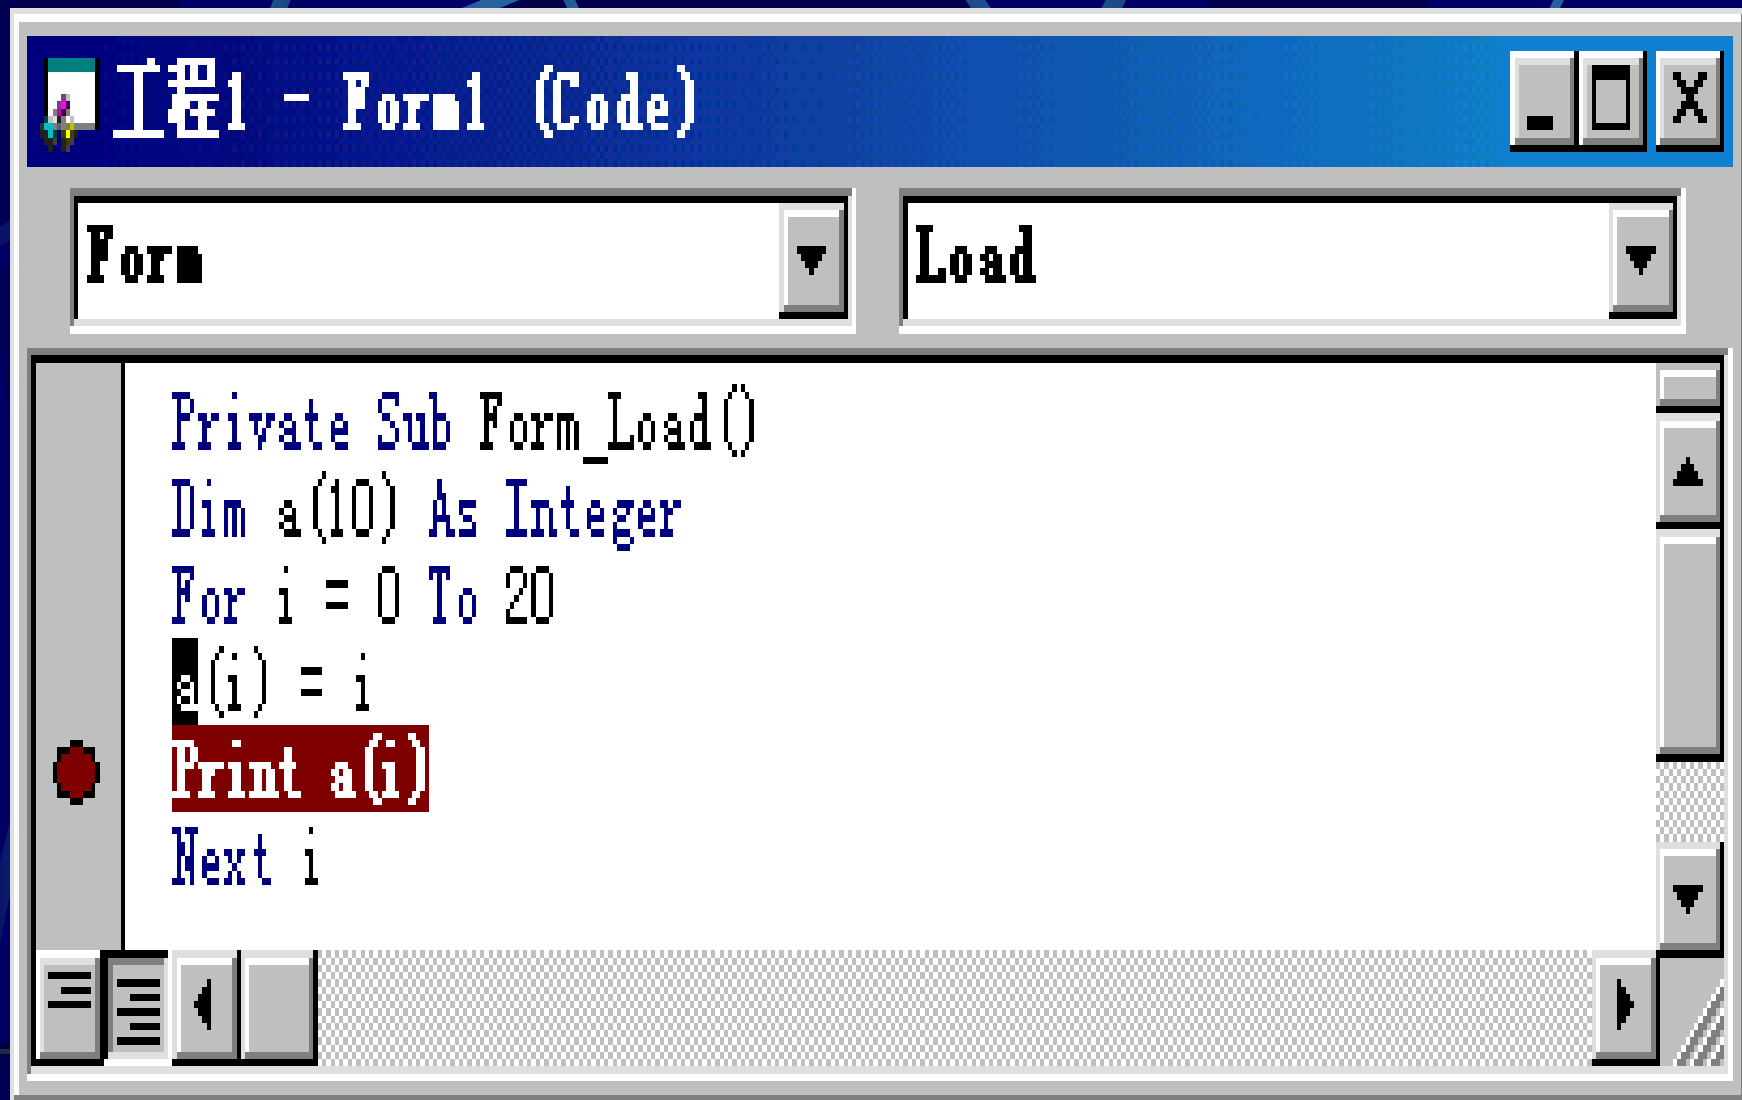 工程1 - Form1 (Code)
Form
Load
Private Sub Form_Load()
Dim a(10) As Integer
For i = 0 To 20
a(i) = i
Print a(i)
Next i